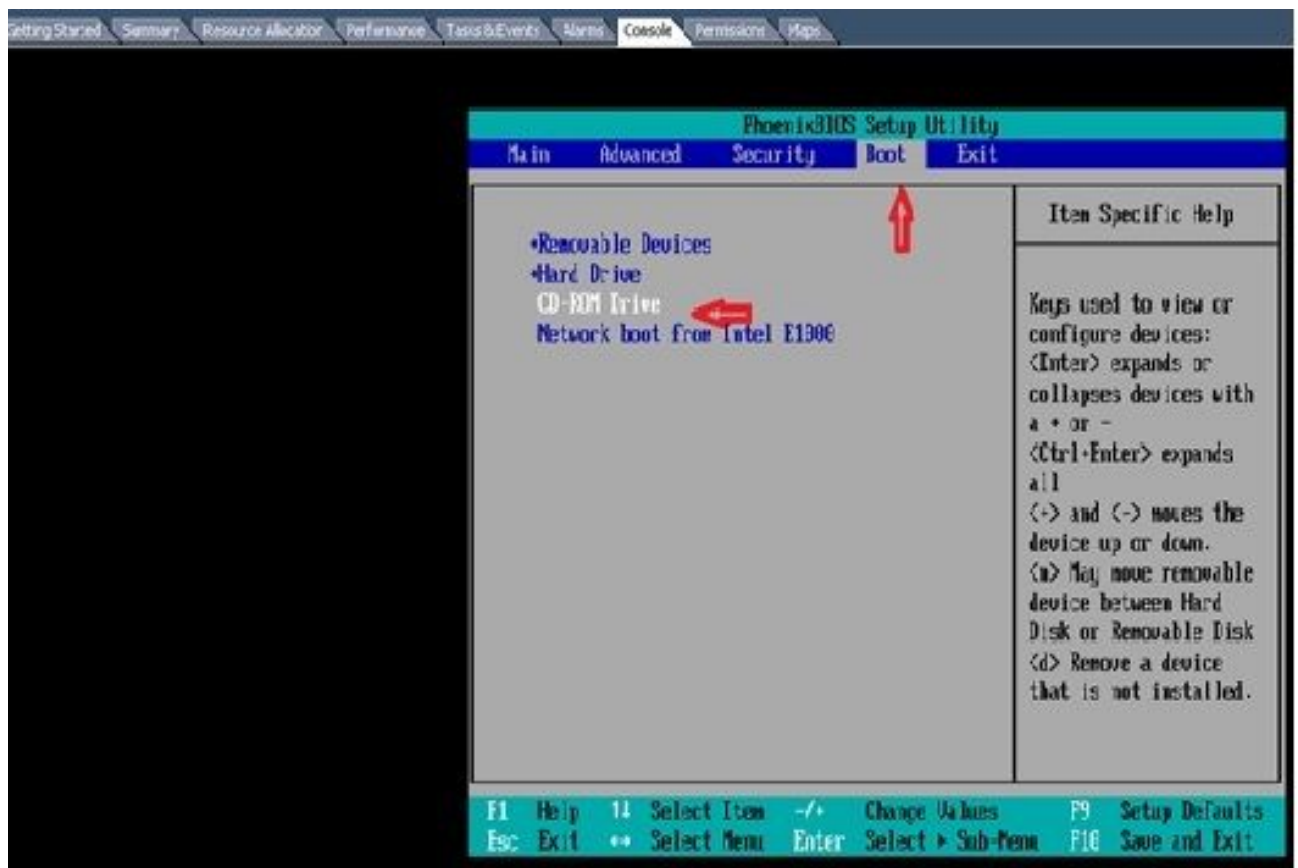 Getting Started Summary Resource Allocation Performance Tasks & Events Alarms Console Permissions Maps
PhoenixBIOS Setup Utility
Main Advanced Security Boot Exit
Item Specific Help
+Removable Devices
+Hard Drive
CD-ROM Drive
Network boot from Intel E1000
Keys used to view or
configure devices:
<Enter> expands or
collapses devices with
a + or -
<Ctrl+Enter> expands
all
<+> and <-> moves the
device up or down.
<n> May move removable
device between Hard
Disk or Removable Disk
<d> Remove a device
that is not installed.
F1 Help ↑↓ Select Item -/+ Change Values F9 Setup Defaults
Esc Exit ↔ Select Menu Enter Select ▸ Sub-Menu F10 Save and Exit